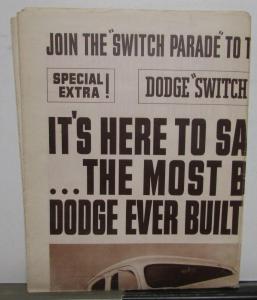 JOIN THE "SWITCH PARADE" TO T
SPECIAL
EXTRA!
DODGE "SWITCH
IT'S HERE TO SA
...THE MOST B
DODGE EVER BUILT